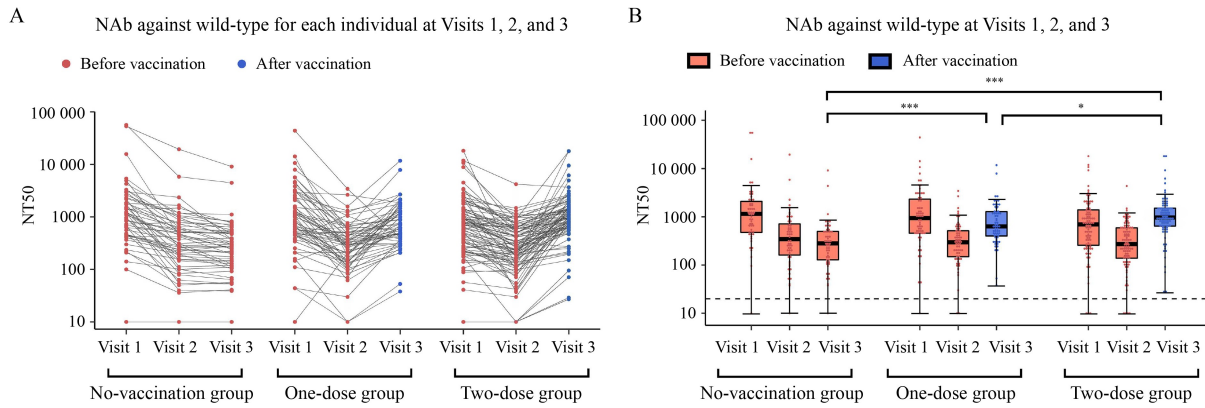 A
NAb against wild-type for each individual at Visits 1, 2, and 3
Before vaccination
After vaccination
NT50
100 000
10 000
1000
100
10
Visit 1 Visit 2 Visit 3
Visit 1 Visit 2 Visit 3
Visit 1 Visit 2 Visit 3
No-vaccination group
One-dose group
Two-dose group
B
NAb against wild-type at Visits 1, 2, and 3
Before vaccination
After vaccination
***
***
*
NT50
100 000
10 000
1000
100
10
Visit 1 Visit 2 Visit 3
Visit 1 Visit 2 Visit 3
Visit 1 Visit 2 Visit 3
No-vaccination group
One-dose group
Two-dose group